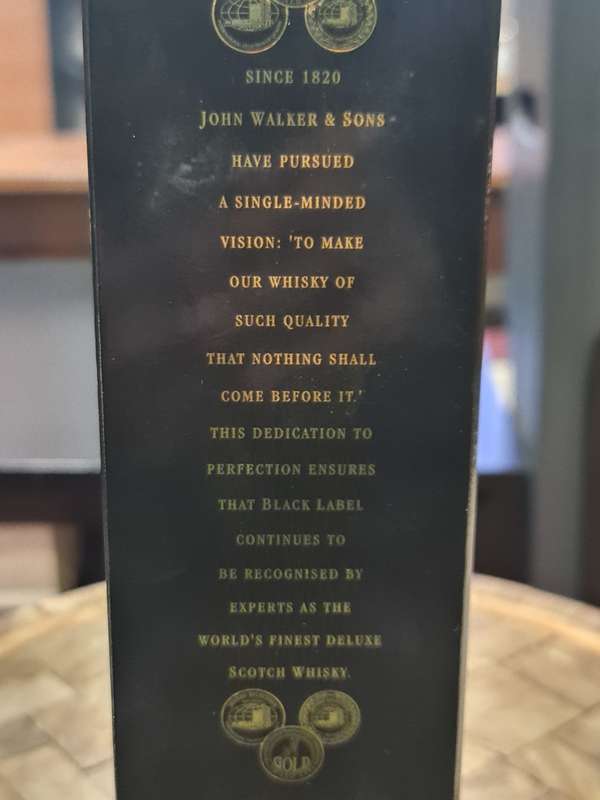 SINCE 1820
JOHN WALKER & SONS
HAVE PURSUED
A SINGLE-MINDED
VISION: 'TO MAKE
OUR WHISKY OF
SUCH QUALITY
THAT NOTHING SHALL
COME BEFORE IT.'
THIS DEDICATION TO
PERFECTION ENSURES
THAT BLACK LABEL
CONTINUES TO
BE RECOGNISED BY
EXPERTS AS THE
WORLD'S FINEST DELUXE
SCOTCH WHISKY.
GOLD